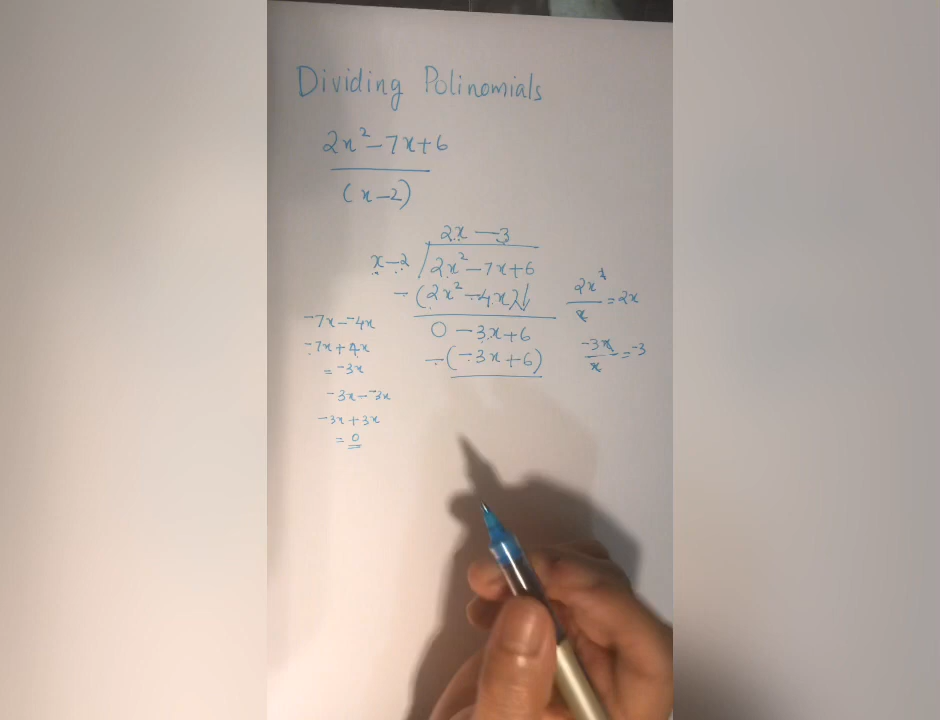 Dividing Polinomials
2x² - 7x + 6
(x - 2)
2x - 3
x - 2 2x² - 7x + 6
- (2x² - 4x) ↓
0 - 3x + 6
- (-3x + 6)
-7x - -4x
-7x + 4x
= -3x
-3x - -3x
-3x + 3x
= 0
2x²
x
= 2x
-3x
x
= -3